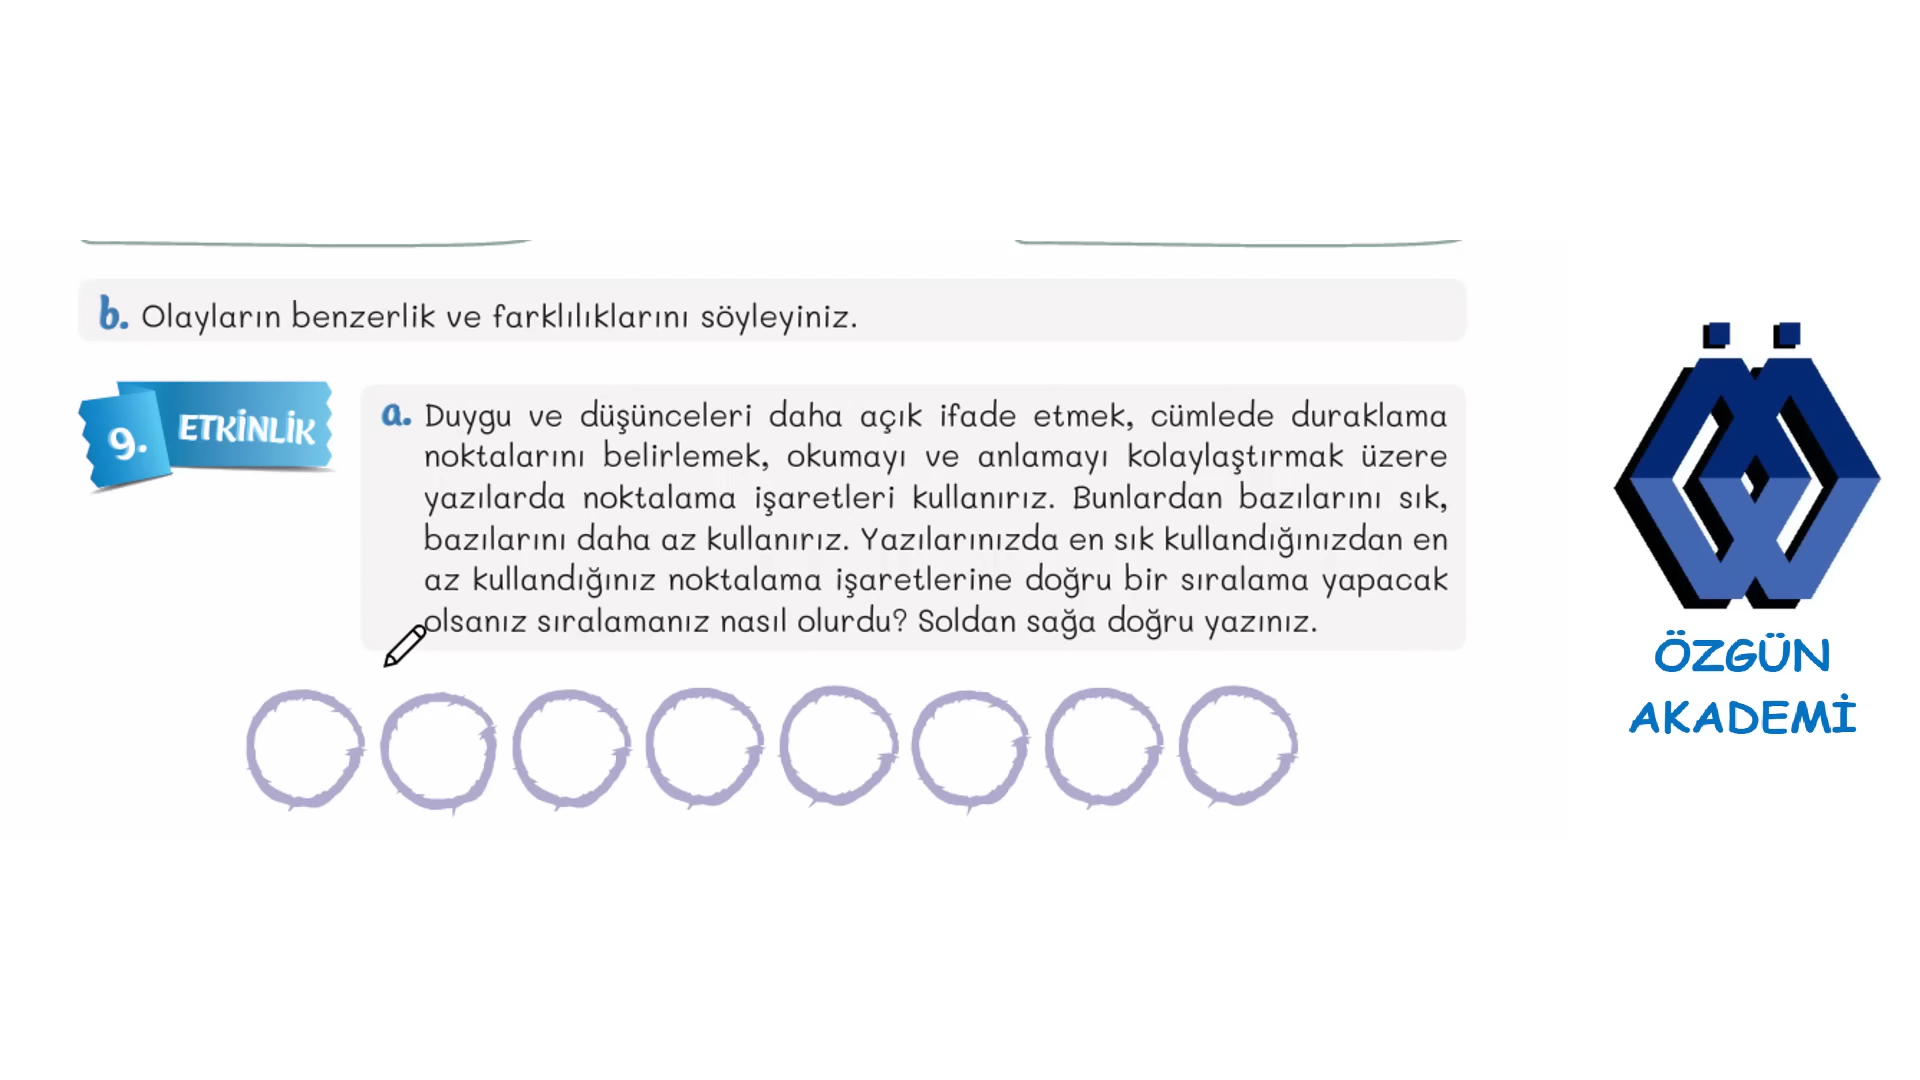 b. Olayların benzerlik ve farklılıklarını söyleyiniz.
9. ETKİNLİK
a. Duygu ve düşünceleri daha açık ifade etmek, cümlede duraklama
noktalarını belirlemek, okumayı ve anlamayı kolaylaştırmak üzere
yazılarda noktalama işaretleri kullanırız. Bunlardan bazılarını sık,
bazılarını daha az kullanırız. Yazılarınızda en sık kullandığınızdan en
az kullandığınız noktalama işaretlerine doğru bir sıralama yapacak
olsanız sıralamanız nasıl olurdu? Soldan sağa doğru yazınız.
ÖZGÜN
AKADEMİ